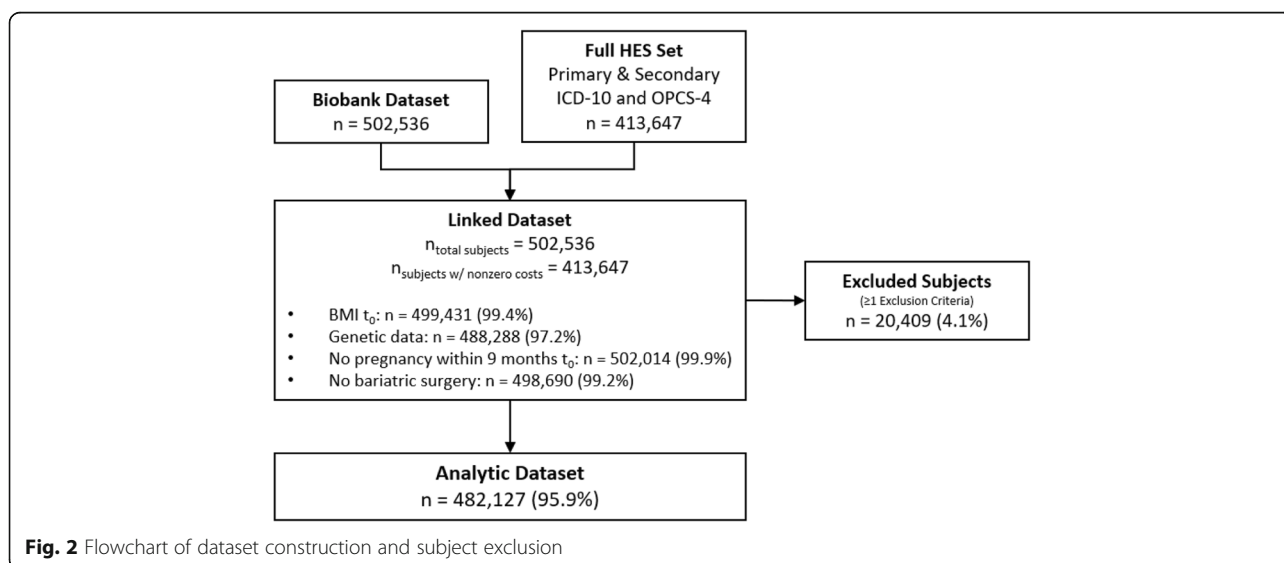 Biobank Dataset
n = 502,536
Full HES Set
Primary & Secondary
ICD-10 and OPCS-4
n = 413,647
Linked Dataset
n total subjects = 502,536
n subjects w/ nonzero costs = 413,647
• BMI t₀: n = 499,431 (99.4%)
• Genetic data: n = 488,288 (97.2%)
• No pregnancy within 9 months t₀: n = 502,014 (99.9%)
• No bariatric surgery: n = 498,690 (99.2%)
Excluded Subjects
(≥1 Exclusion Criteria)
n = 20,409 (4.1%)
Analytic Dataset
n = 482,127 (95.9%)
Fig. 2 Flowchart of dataset construction and subject exclusion